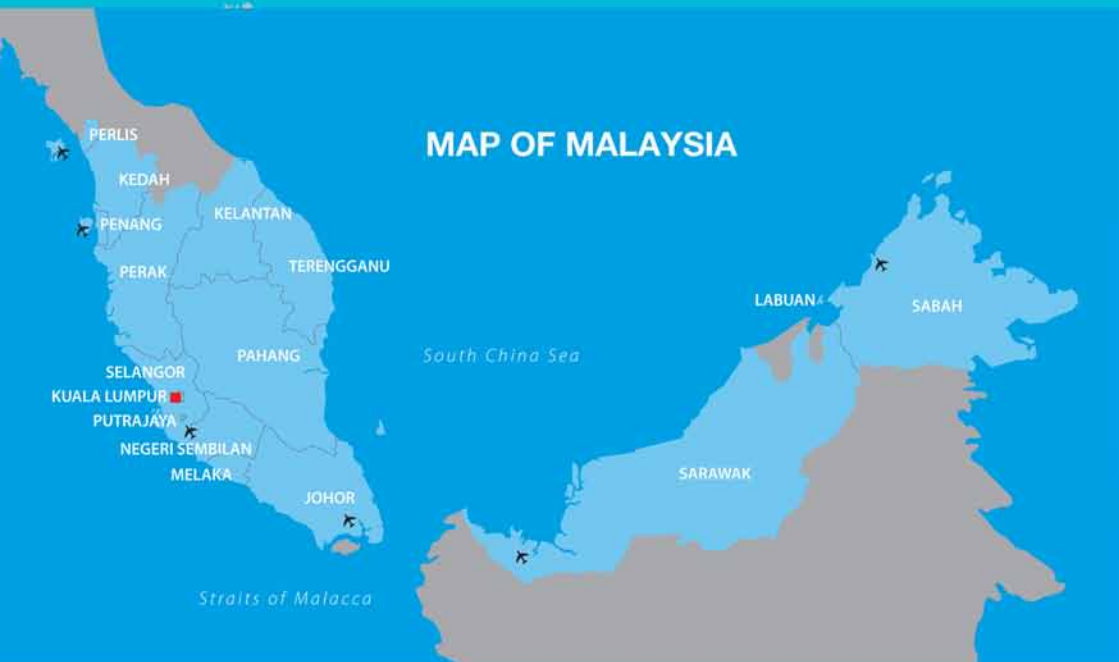 MAP OF MALAYSIA
PERLIS
KEDAH
PENANG
KELANTAN
PERAK
TERENGGANU
LABUAN
SABAH
PAHANG
South China Sea
SELANGOR
KUALA LUMPUR
PUTRAJAYA
NEGERI SEMBILAN
MELAKA
SARAWAK
JOHOR
Straits of Malacca